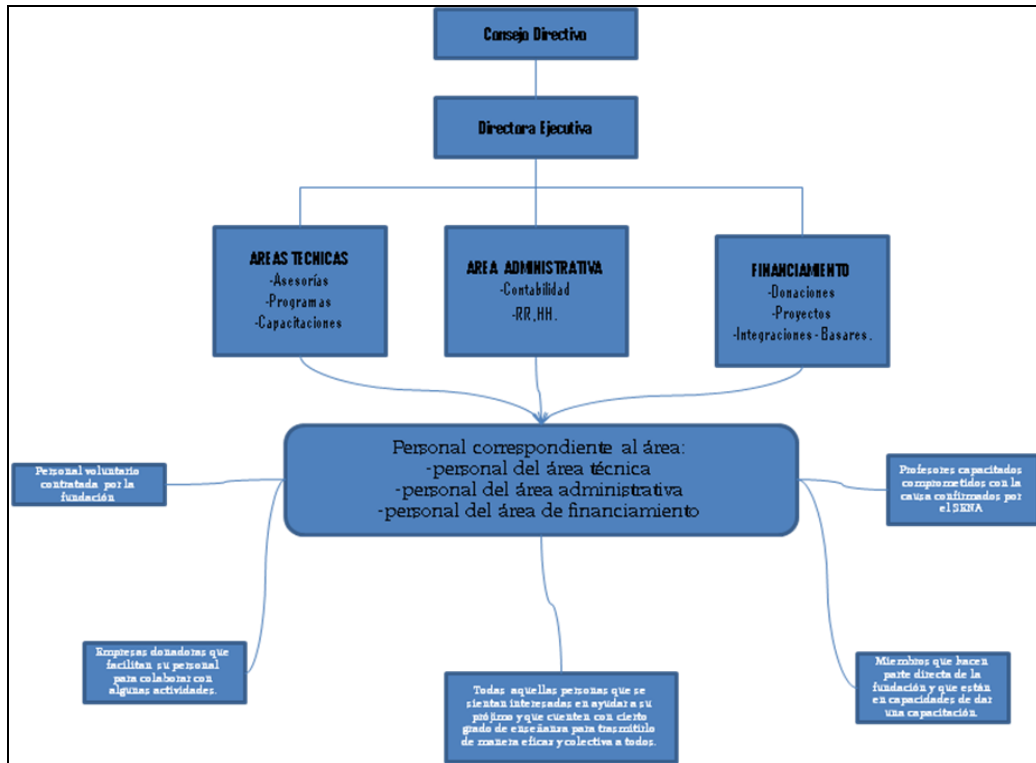 Consejo Directivo
Directora Ejecutiva
AREAS TECNICAS
-Asesorías
-Programas
-Capacitaciones
AREA ADMINISTRATIVA
-Contabilidad
-RR,HH.
FINANCIAMIENTO
-Donaciones
-Proyectos
-Integraciones-Basares.
Personal correspondiente al área:
-personal del área técnica
-personal del área administrativa
-personal del área de financiamiento
Personal voluntario
contratada por la
fundación
Profesores capacitados
comprometidos con la
causa confirmados por
el SENA
Empresas donadoras que
facilitan su personal
para colaborar con
algunas actividades.
Todas aquellas personas que se
sientan interesadas en ayudar a su
prójimo y que cuenten con cierto
grado de enseñanza para trasmitirlo
de manera eficaz y colectiva a todos.
Miembros que hacen
parte directa de la
fundación y que están
en capacidades de dar
una capacitación.